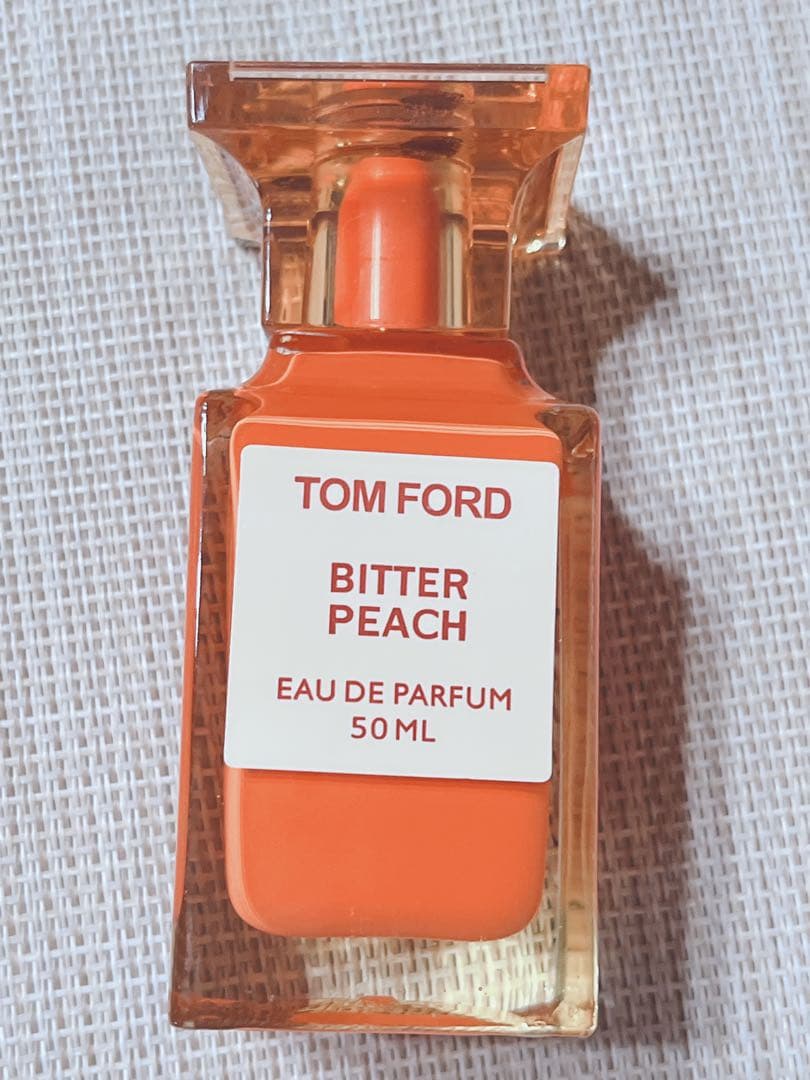 TOM FORD
BITTER
PEACH
EAU DE PARFUM
50 ML